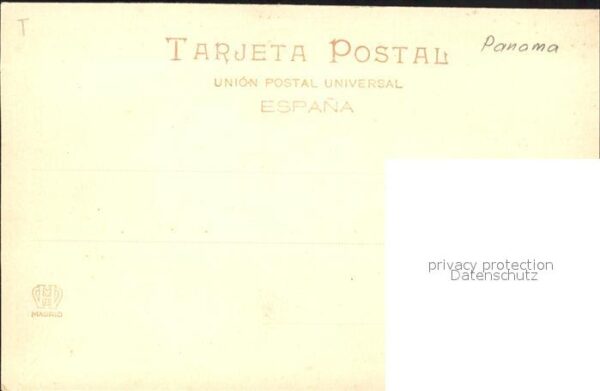 T
TARJETA POSTAL
Panama
UNIÓN POSTAL UNIVERSAL
ESPAÑA
privacy protection
Datenschutz
MADRID